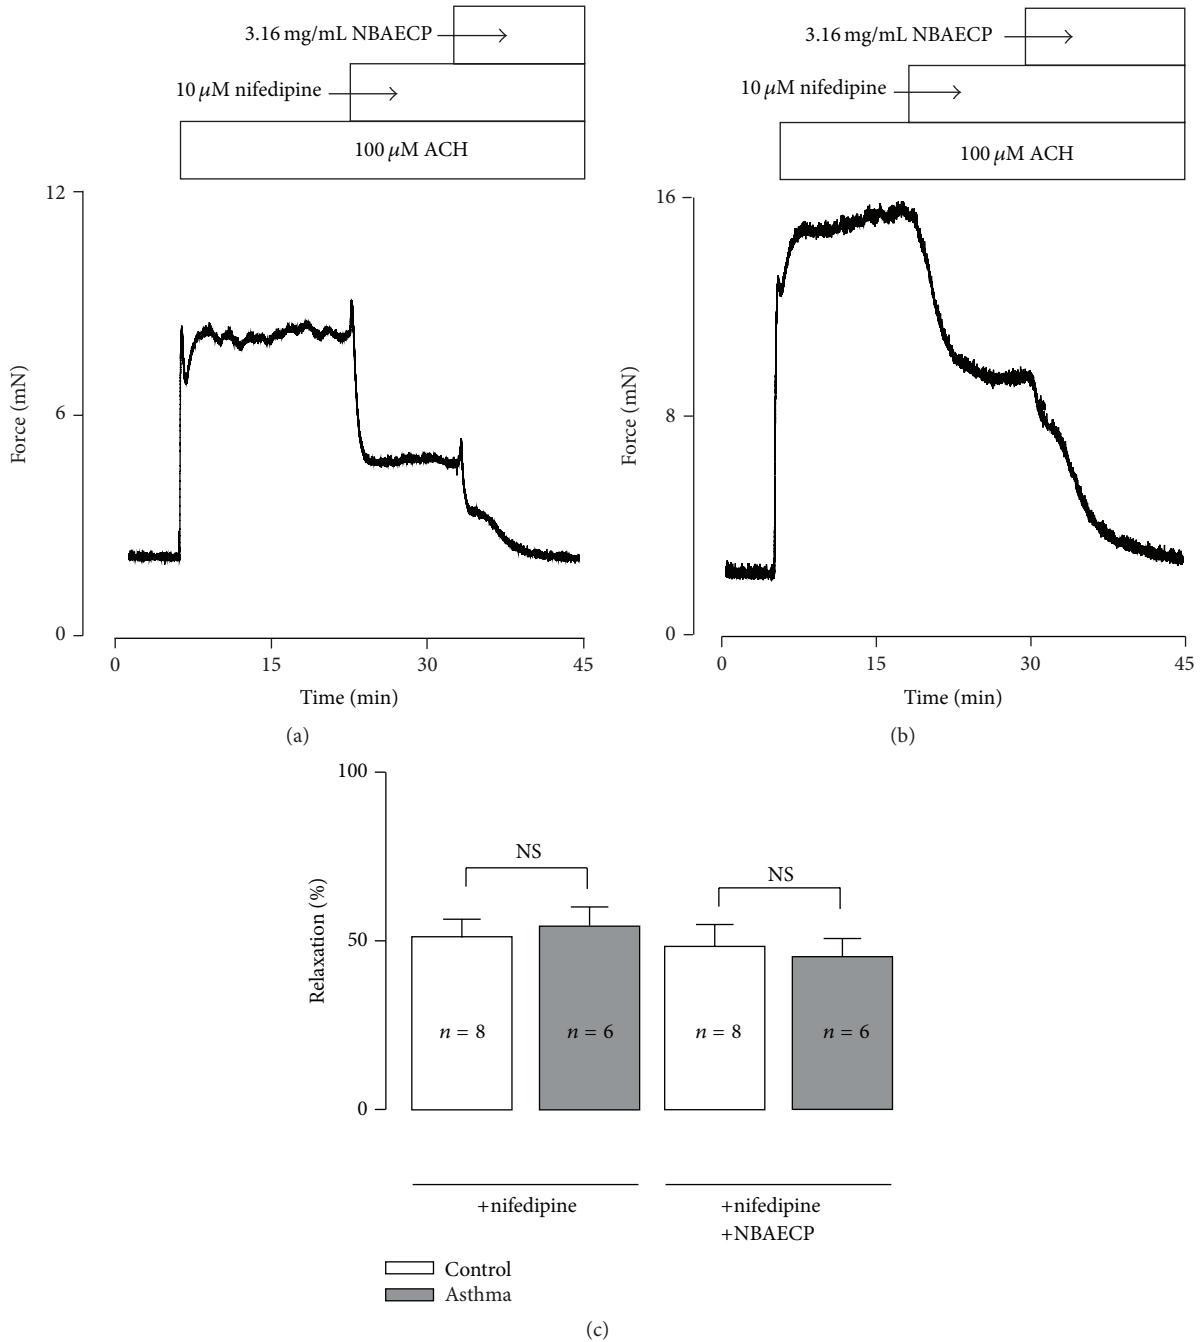 3.16 mg/mL NBAECP
10 μM nifedipine
100 μM ACH
12
6
0
Force (mN)
0 15 30 45
Time (min)
(a)
3.16 mg/mL NBAECP
10 μM nifedipine
100 μM ACH
16
8
0
Force (mN)
0 15 30 45
Time (min)
(b)
100
50
0
Relaxation (%)
NS
NS
n = 8 n = 6 n = 8 n = 6
+nifedipine
+nifedipine
+NBAECP
Control
Asthma
(c)